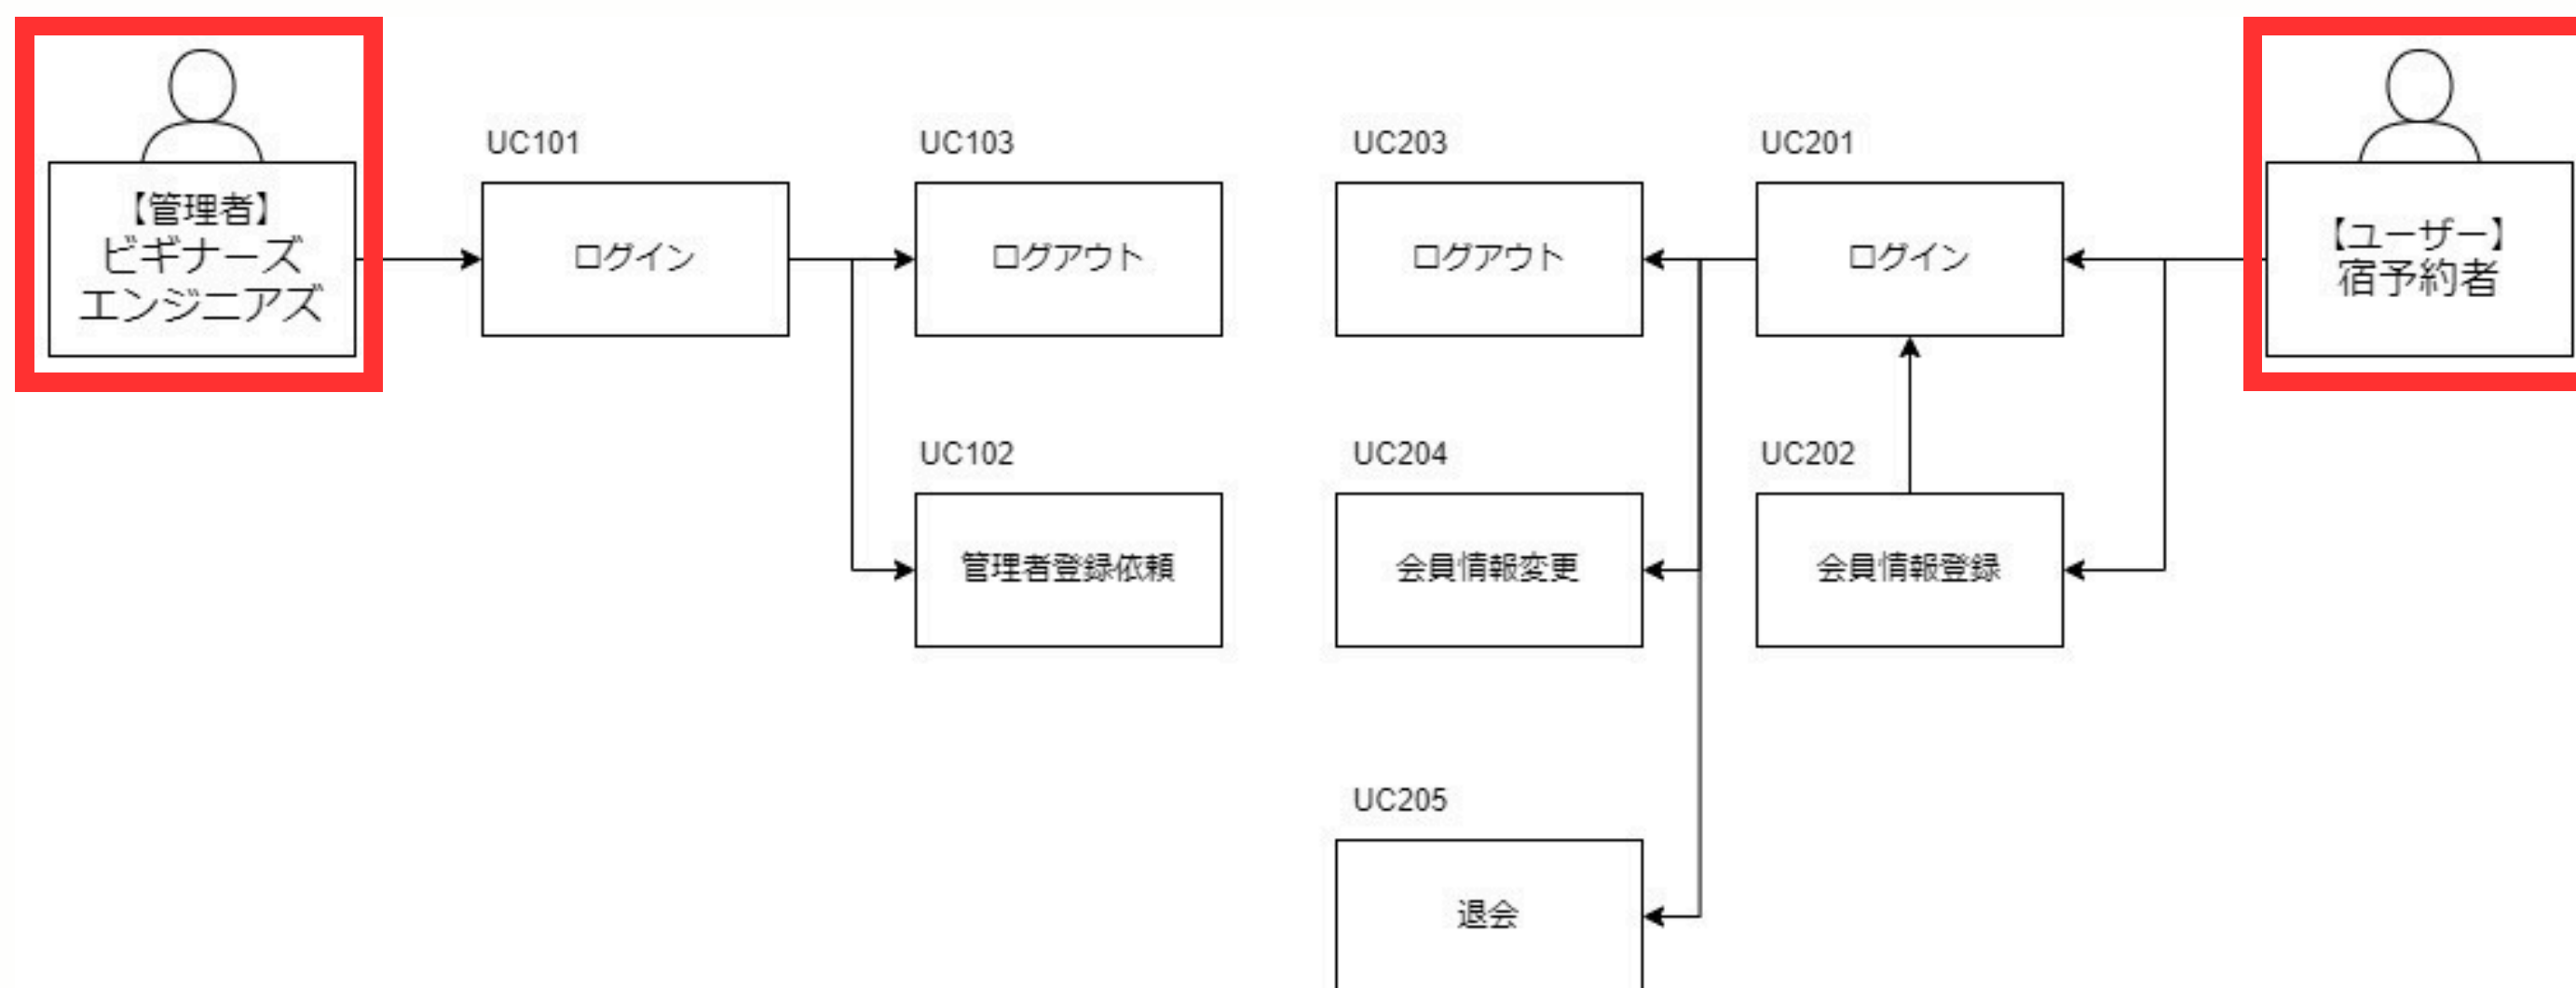 【管理者】
ビギナーズ
エンジニアズ
UC101
ログイン
UC103
ログアウト
UC102
管理者登録依頼
UC203
ログアウト
UC201
ログイン
【ユーザー】
宿予約者
UC204
会員情報変更
UC202
会員情報登録
UC205
退会